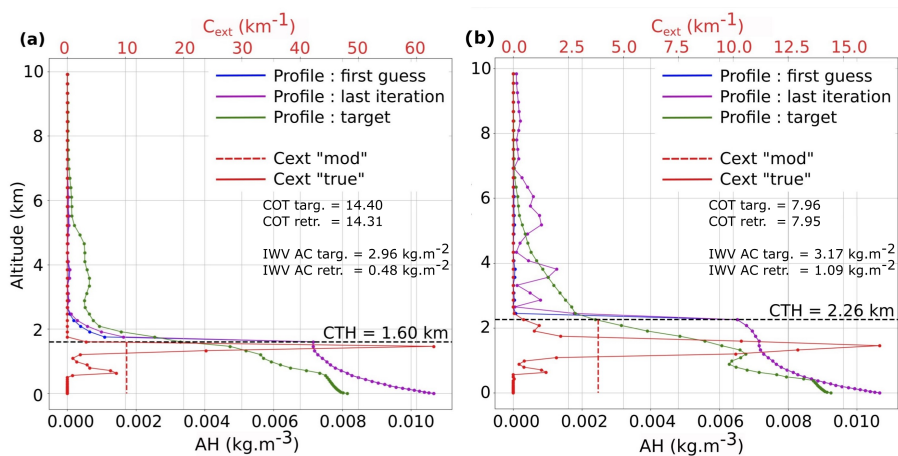 (a)
C_ext (km⁻¹)
0 10 20 30 40 50 60
Profile : first guess
Profile : last iteration
Profile : target
Cext "mod"
Cext "true"
COT targ. = 14.40
COT retr. = 14.31
IWV AC targ. = 2.96 kg.m⁻²
IWV AC retr. = 0.48 kg.m⁻²
CTH = 1.60 km
Altitude (km)
10
8
6
4
2
0
0.000 0.002 0.004 0.006 0.008 0.010
AH (kg.m⁻³)
(b)
C_ext (km⁻¹)
0.0 2.5 5.0 7.5 10.0 12.5 15.0
Profile : first guess
Profile : last iteration
Profile : target
Cext "mod"
Cext "true"
COT targ. = 7.96
COT retr. = 7.95
IWV AC targ. = 3.17 kg.m⁻²
IWV AC retr. = 1.09 kg.m⁻²
CTH = 2.26 km
10
8
6
4
2
0
0.000 0.002 0.004 0.006 0.008 0.010
AH (kg.m⁻³)